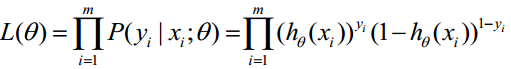 L(θ) = ∏_{i=1}^{m} P(y_i | x_i; θ) = ∏_{i=1}^{m} (h_θ(x_i))^{y_i} (1 − h_θ(x_i))^{1−y_i}